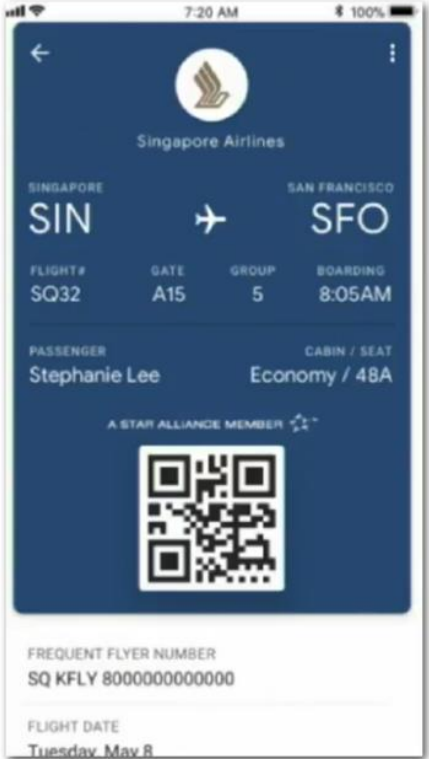 7:20 AM 100%
Singapore Airlines
SINGAPORE SAN FRANCISCO
SIN SFO
FLIGHT# GATE GROUP BOARDING
SQ32 A15 5 8:05AM
PASSENGER CABIN / SEAT
Stephanie Lee Economy / 48A
A STAR ALLIANCE MEMBER
FREQUENT FLYER NUMBER
SQ KFLY 8000000000000
FLIGHT DATE
Tuesday, May 8